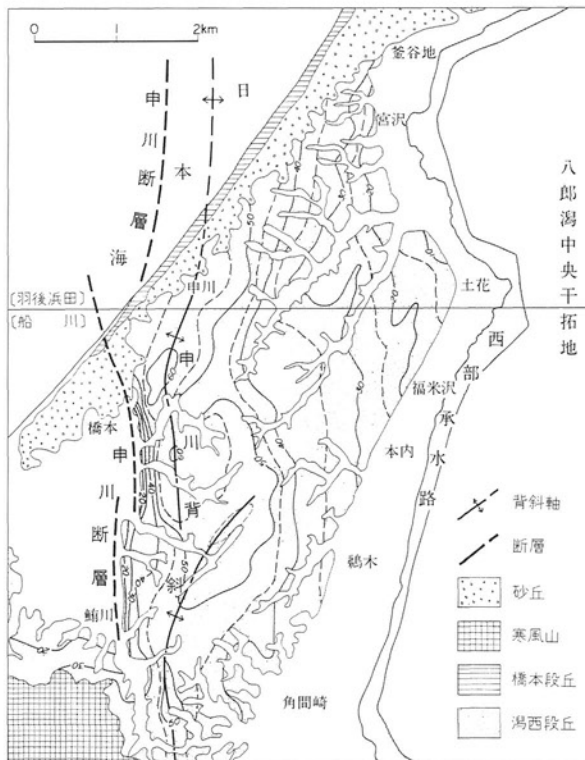 0 2km
釜谷地
日
本
海
宮沢
申川断層
八郎潟中央干拓地
申川
土花
〔羽後浜田〕
〔船川〕
西部承水路
福米沢
橋本
本内
申川背斜
申川断層
鵜木
鮪川
角間崎
背斜軸
断層
砂丘
寒風山
橋本段丘
潟西段丘